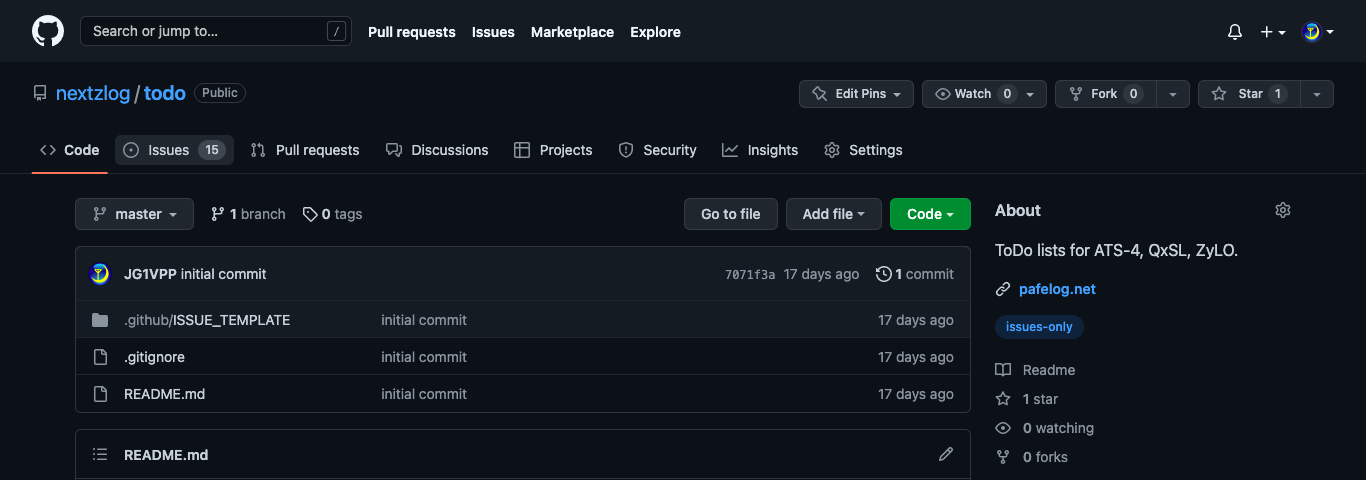 Search or jump to... / Pull requests Issues Marketplace Explore
nextzlog / todo Public Edit Pins Watch 0 Fork 0 Star 1
Code Issues 15 Pull requests Discussions Projects Security Insights Settings
master 1 branch 0 tags Go to file Add file Code
JG1VPP initial commit 7071f3a 17 days ago 1 commit
.github/ISSUE_TEMPLATE initial commit 17 days ago
.gitignore initial commit 17 days ago
README.md initial commit 17 days ago
README.md
About
ToDo lists for ATS-4, QxSL, ZyLO.
pafelog.net
issues-only
Readme
1 star
0 watching
0 forks